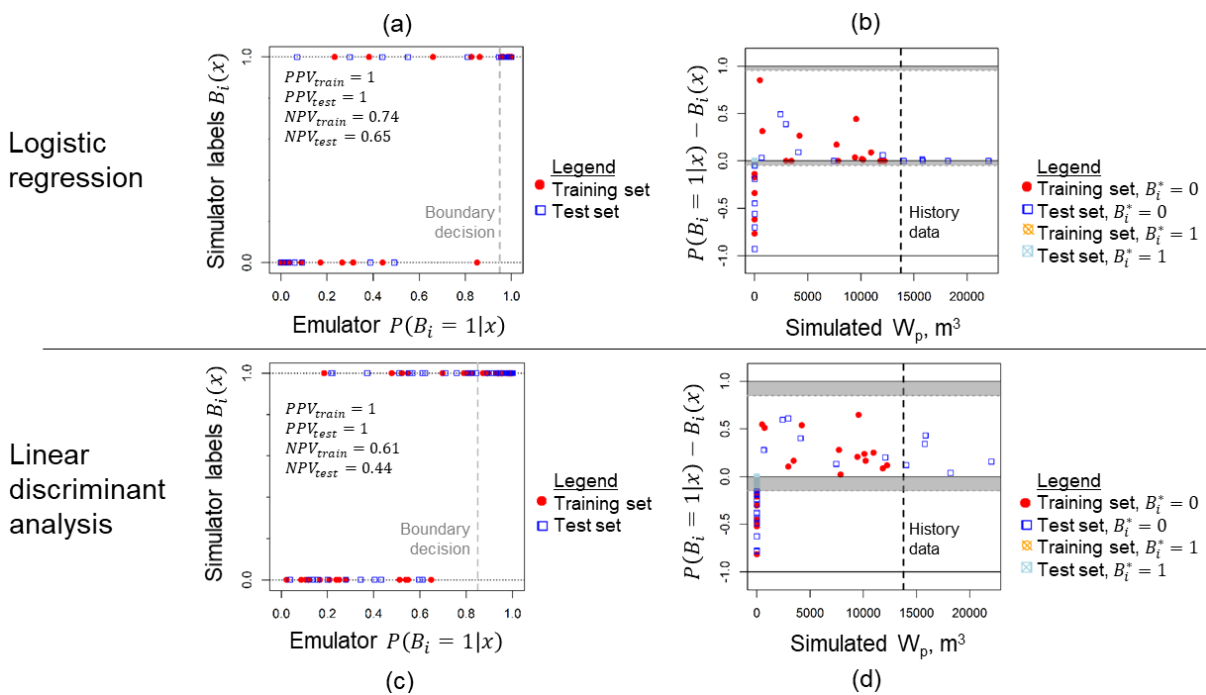 (a)
(b)
Logistic
regression
Simulator labels B_i(x)
1.0
0.0
PPV_train = 1
PPV_test = 1
NPV_train = 0.74
NPV_test = 0.65
Boundary
decision
0.0 0.2 0.4 0.6 0.8 1.0
Emulator P(B_i = 1|x)
Legend
Training set
Test set
P(B_i = 1|x) − B_i(x)
1.0
0.5
0.0
-0.5
-1.0
History
data
0 5000 10000 15000 20000
Simulated W_p, m³
Legend
Training set, B_i^* = 0
Test set, B_i^* = 0
Training set, B_i^* = 1
Test set, B_i^* = 1
Linear
discriminant
analysis
Simulator labels B_i(x)
1.0
0.0
PPV_train = 1
PPV_test = 1
NPV_train = 0.61
NPV_test = 0.44
Boundary
decision
0.0 0.2 0.4 0.6 0.8 1.0
Emulator P(B_i = 1|x)
Legend
Training set
Test set
P(B_i = 1|x) − B_i(x)
1.0
0.5
0.0
-0.5
-1.0
History
data
0 5000 10000 15000 20000
Simulated W_p, m³
Legend
Training set, B_i^* = 0
Test set, B_i^* = 0
Training set, B_i^* = 1
Test set, B_i^* = 1
(c)
(d)